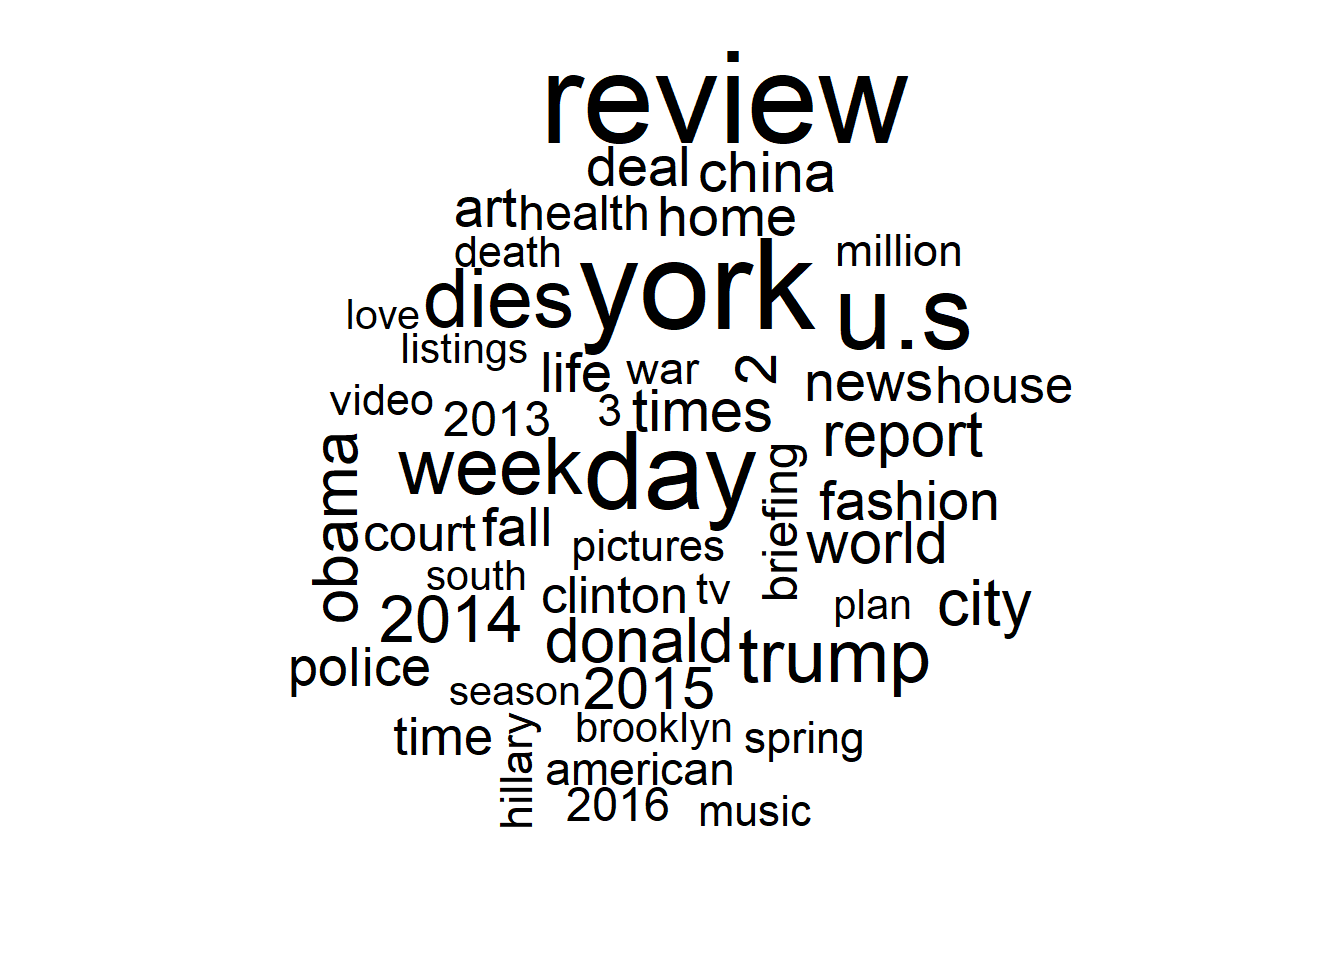 review
deal china
art health home
death million
dies york u.s
love
listings
life war 2
news house
video 2013 3 times
report
obama week day briefing
fashion
court fall world
pictures
south
clinton tv plan city
2014
donald trump
police
season 2015
time hillary brooklyn spring
american
2016 music